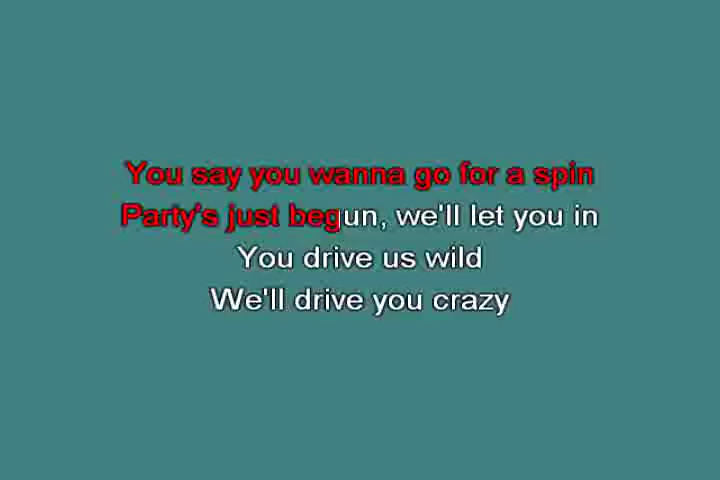 You say you wanna go for a spin
Party's just begun, we'll let you in
You drive us wild
We'll drive you crazy